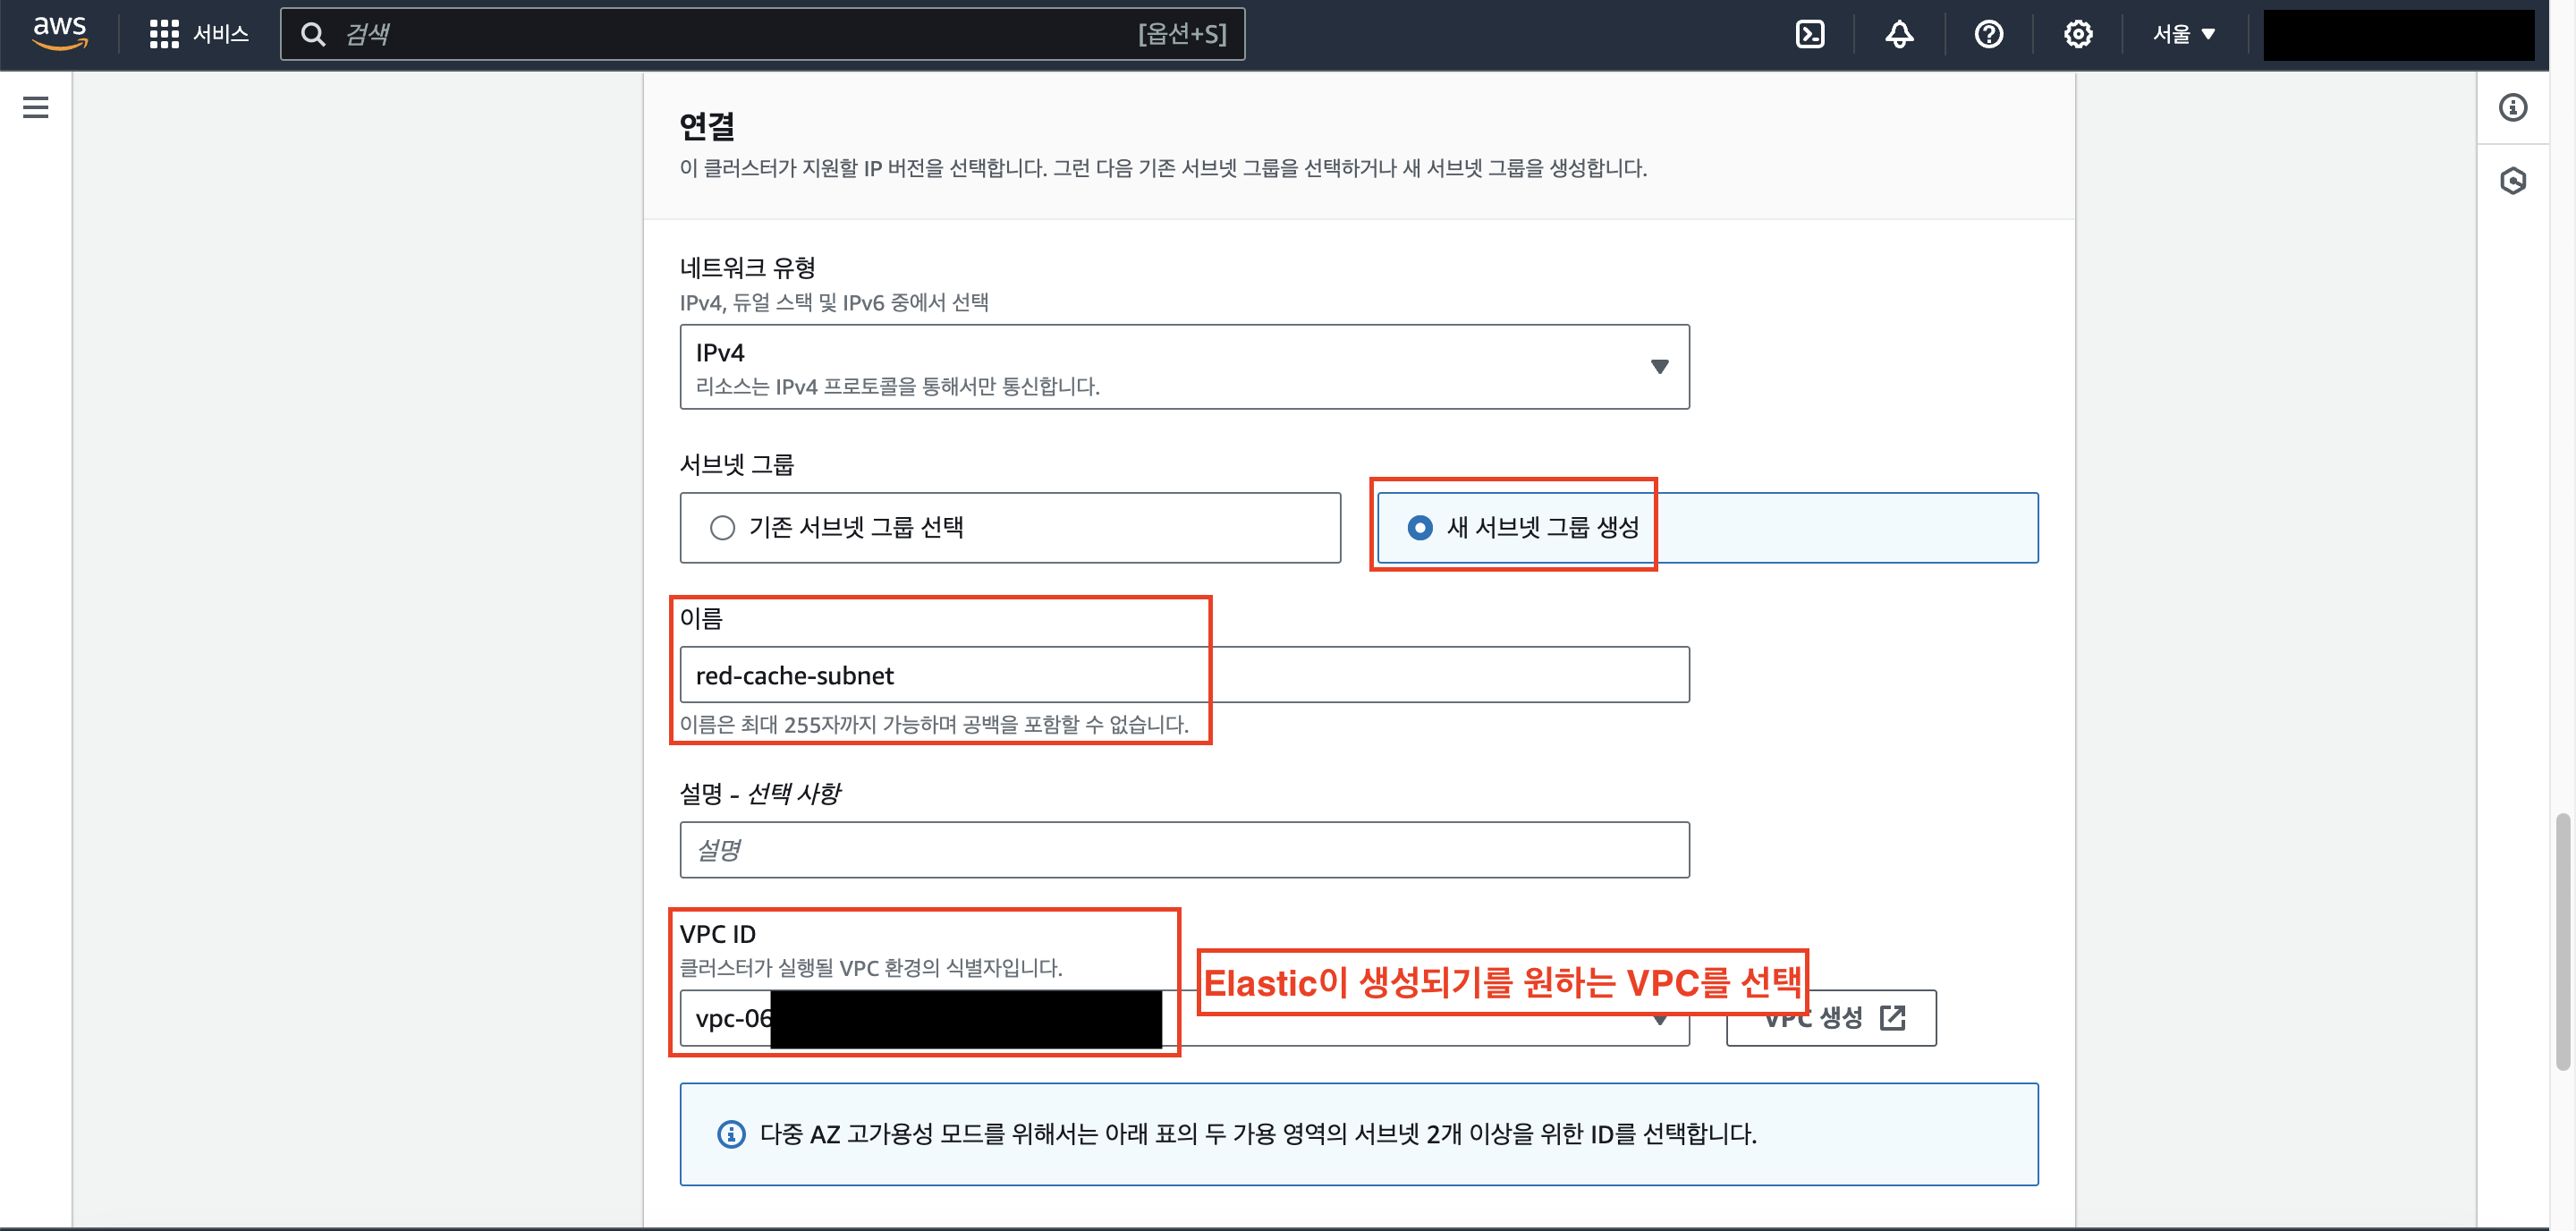 aws
서비스
검색
[옵션+S]
서울
연결
이 클러스터가 지원할 IP 버전을 선택합니다. 그런 다음 기존 서브넷 그룹을 선택하거나 새 서브넷 그룹을 생성합니다.
네트워크 유형
IPv4, 듀얼 스택 및 IPv6 중에서 선택
IPv4
리소스는 IPv4 프로토콜을 통해서만 통신합니다.
서브넷 그룹
기존 서브넷 그룹 선택
새 서브넷 그룹 생성
이름
red-cache-subnet
이름은 최대 255자까지 가능하며 공백을 포함할 수 없습니다.
설명 - 선택 사항
설명
VPC ID
클러스터가 실행될 VPC 환경의 식별자입니다.
Elastic이 생성되기를 원하는 VPC를 선택
vpc-06
VPC 생성
다중 AZ 고가용성 모드를 위해서는 아래 표의 두 가용 영역의 서브넷 2개 이상을 위한 ID를 선택합니다.